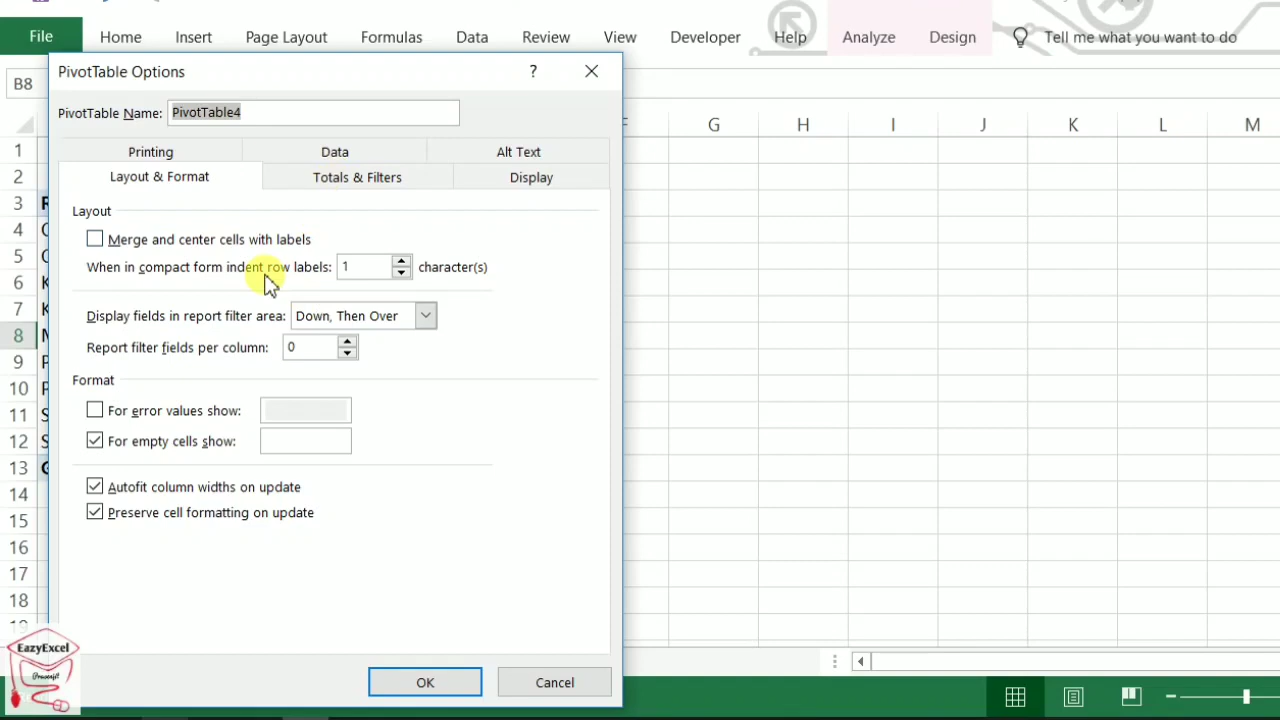 File Home Insert Page Layout Formulas Data Review View Developer Help Analyze Design Tell me what you want to do
B8
PivotTable Options ? ×
PivotTable Name: PivotTable4
Printing Data Alt Text
Layout & Format Totals & Filters Display
Layout
Merge and center cells with labels
When in compact form indent row labels: 1 character(s)
Display fields in report filter area: Down, Then Over
Report filter fields per column: 0
Format
For error values show:
For empty cells show:
Autofit column widths on update
Preserve cell formatting on update
OK Cancel
F G H I J K L M
1
2
3 R
4
5
6 K
7 K
8 M
9 P
10 P
11 S
12 S
13 G
14
15
16
17
18
19
EazyExcel